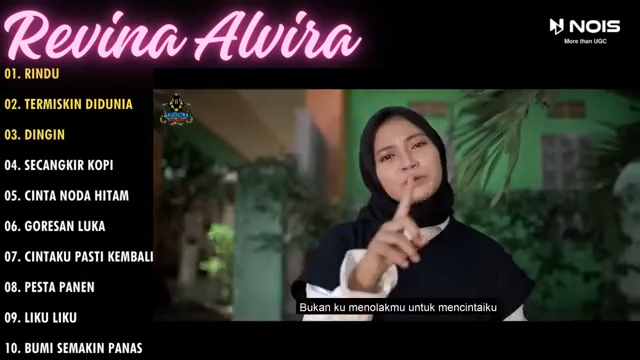 Revina Alvira
NOIS
More than UGC
01. RINDU
02. TERMISKIN DIDUNIA
03. DINGIN
04. SECANGKIR KOPI
05. CINTA NODA HITAM
06. GORESAN LUKA
07. CINTAKU PASTI KEMBALI
08. PESTA PANEN
09. LIKU LIKU
10. BUMI SEMAKIN PANAS
Bukan ku menolakmu untuk mencintaiku